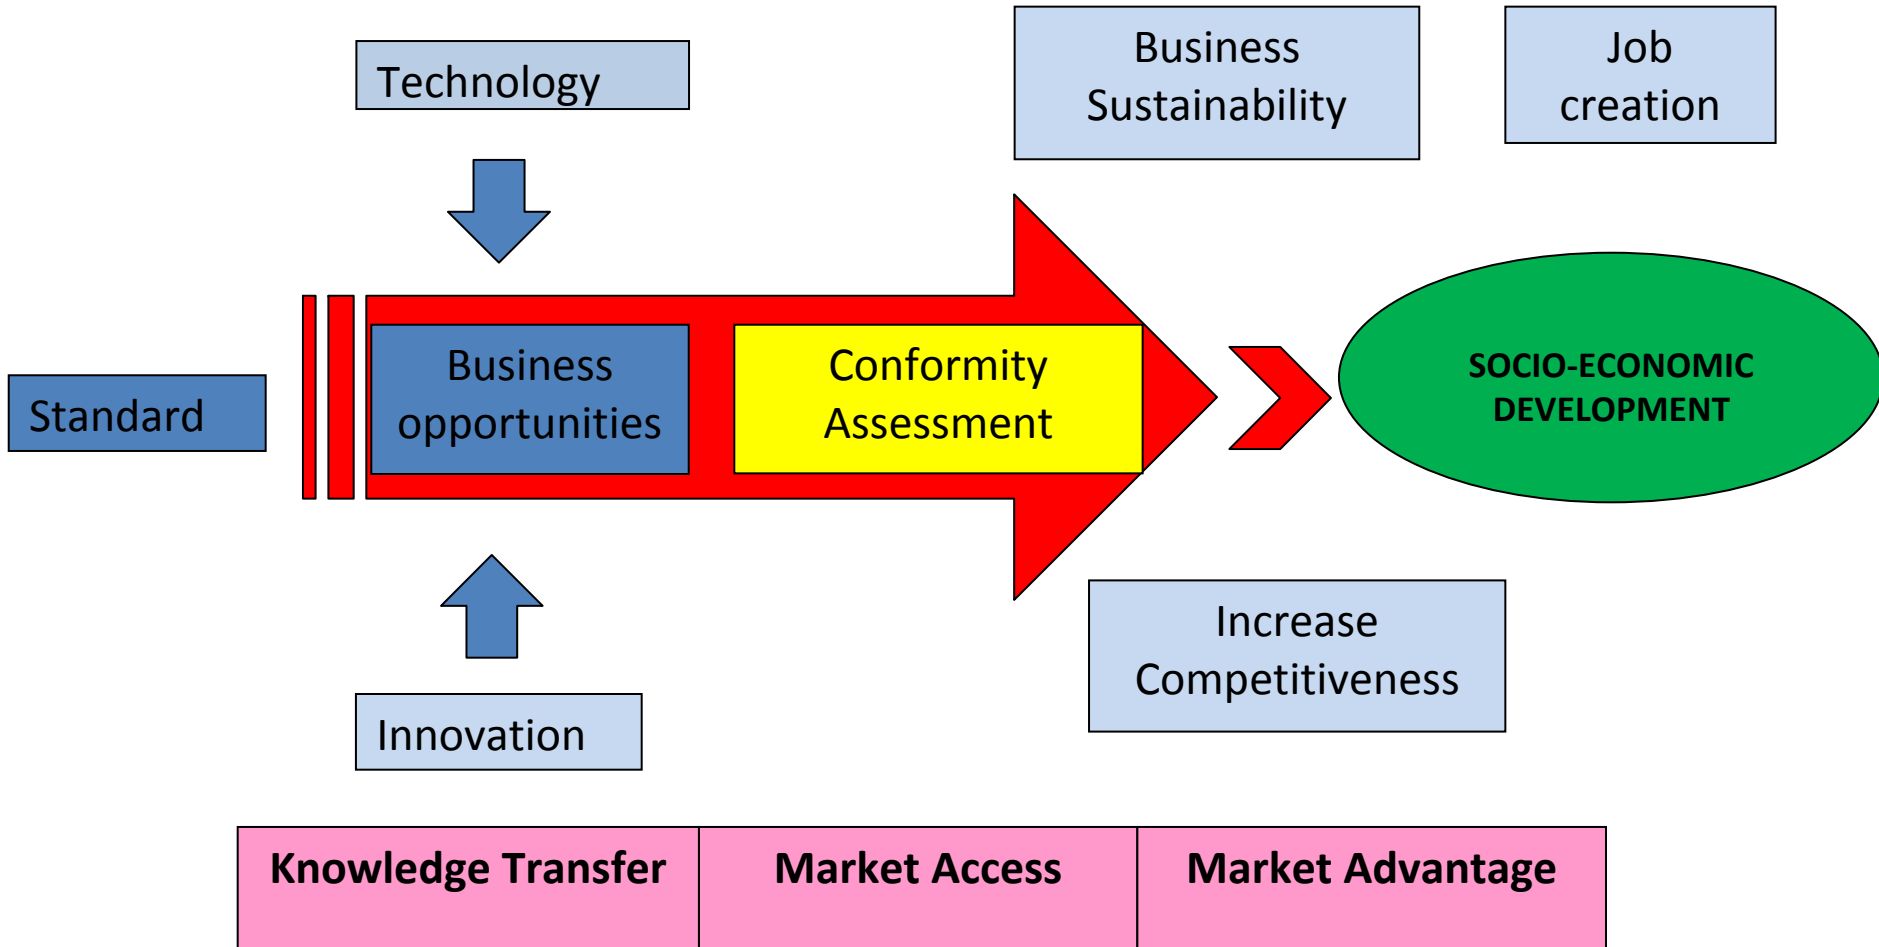 Technology
Business
Sustainability
Job
creation
Standard
Business
opportunities
Conformity
Assessment
SOCIO-ECONOMIC
DEVELOPMENT
Innovation
Increase
Competitiveness
Knowledge Transfer
Market Access
Market Advantage